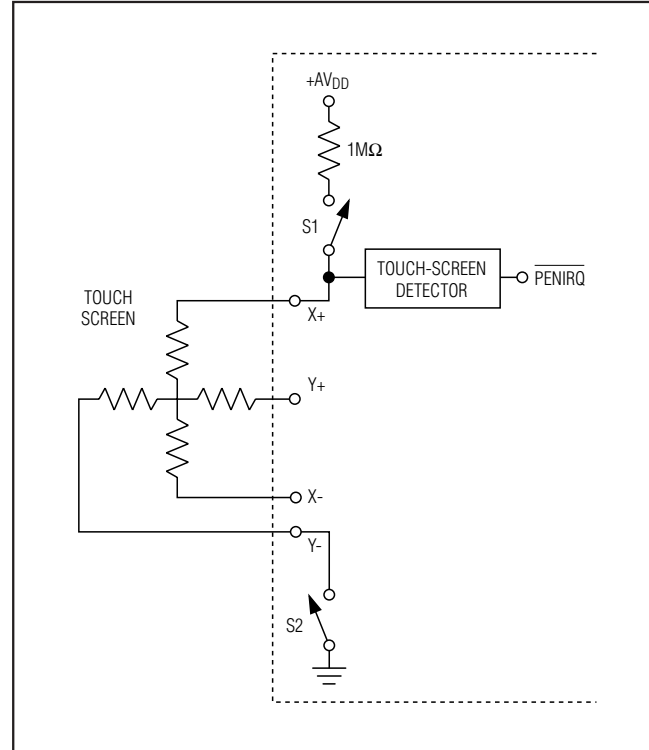 +AVDD
1MΩ
S1
TOUCH-SCREEN
DETECTOR
PENIRQ
TOUCH
SCREEN
X+
Y+
X-
Y-
S2